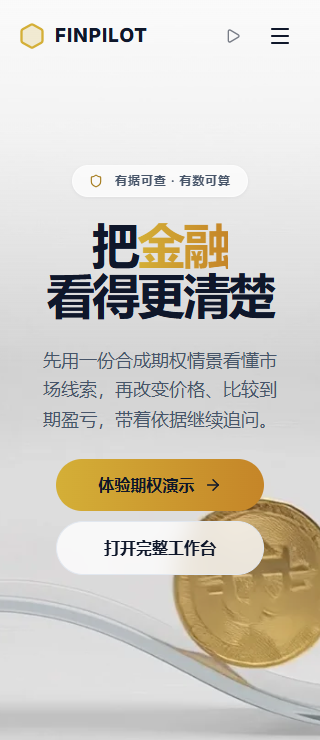 FINPILOT
有据可查 · 有数可算
把金融
看得更清楚
先用一份合成期权情景看懂市
场线索，再改变价格、比较到
期盈亏，带着依据继续追问。
体验期权演示
打开完整工作台